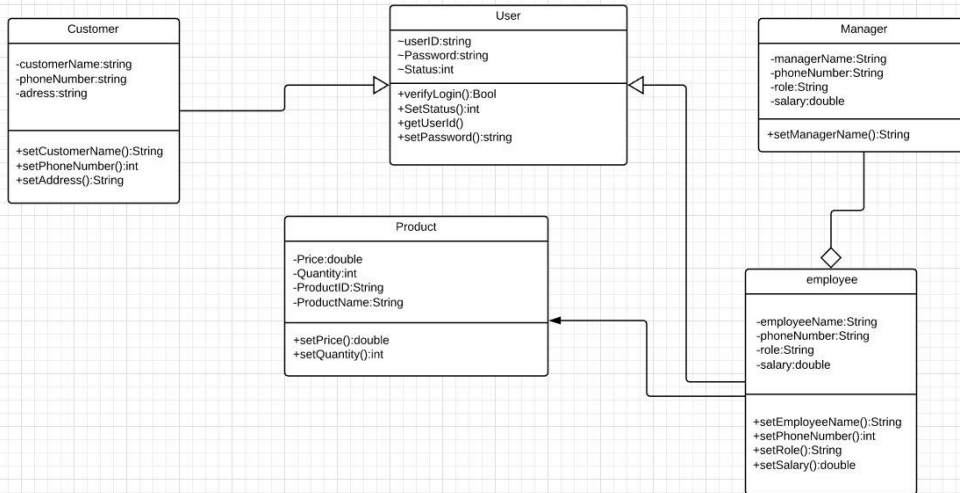 Customer
-customerName:string
-phoneNumber:string
-adress:string
+setCustomerName():String
+setPhoneNumber():int
+setAddress():String
User
~userID:string
~Password:string
~Status:int
+verifyLogin():Bool
+SetStatus():int
+getUserId()
+setPassword():string
Manager
-managerName:String
-phoneNumber:String
-role:String
-salary:double
+setManagerName():String
Product
-Price:double
-Quantity:int
-ProductID:String
-ProductName:String
+setPrice():double
+setQuantity():int
employee
-employeeName:String
-phoneNumber:String
-role:String
-salary:double
+setEmployeeName():String
+setPhoneNumber():int
+setRole():String
+setSalary():double